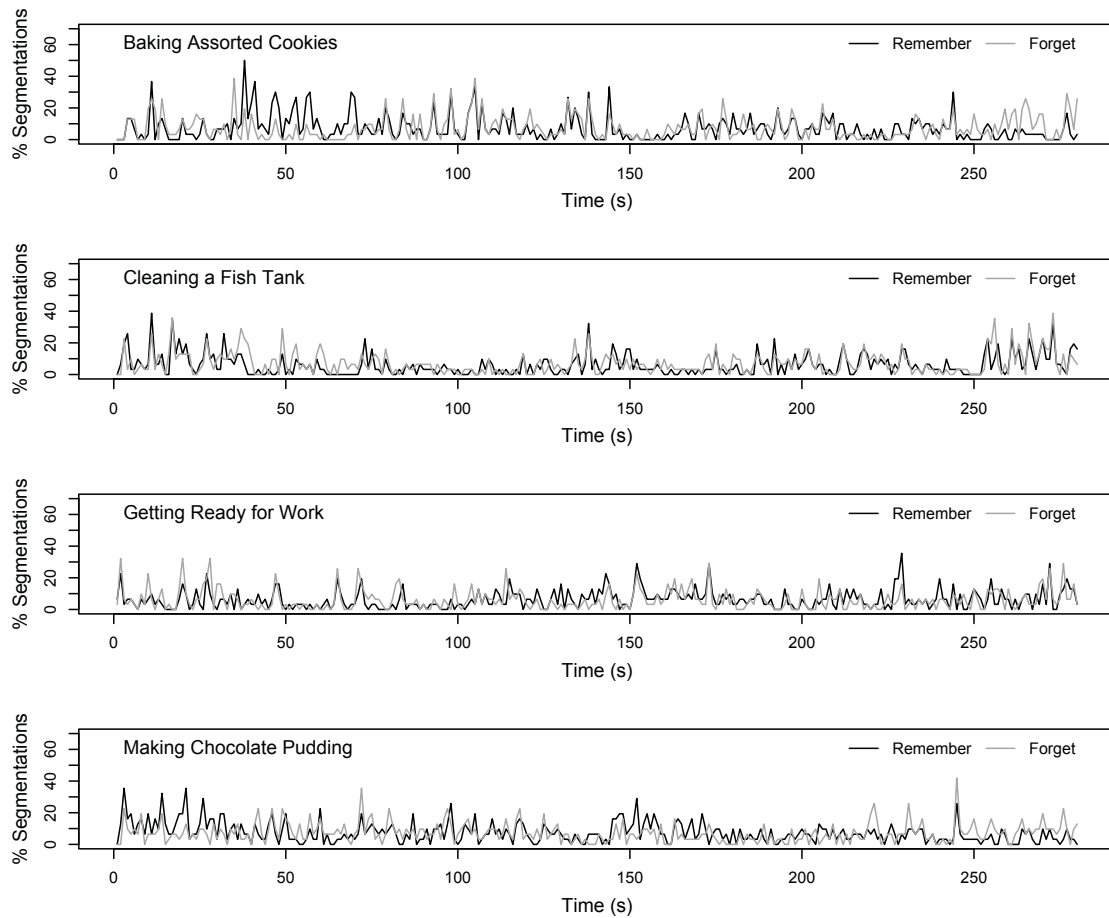 Baking Assorted Cookies
Remember Forget
% Segmentations
0 20 40 60
0 50 100 150 200 250
Time (s)
Cleaning a Fish Tank
Remember Forget
% Segmentations
0 20 40 60
0 50 100 150 200 250
Time (s)
Getting Ready for Work
Remember Forget
% Segmentations
0 20 40 60
0 50 100 150 200 250
Time (s)
Making Chocolate Pudding
Remember Forget
% Segmentations
0 20 40 60
0 50 100 150 200 250
Time (s)